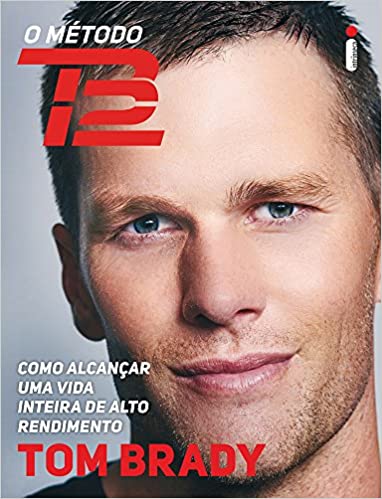 O MÉTODO
TB12
COMO ALCANÇAR
UMA VIDA
INTEIRA DE ALTO
RENDIMENTO
TOM BRADY